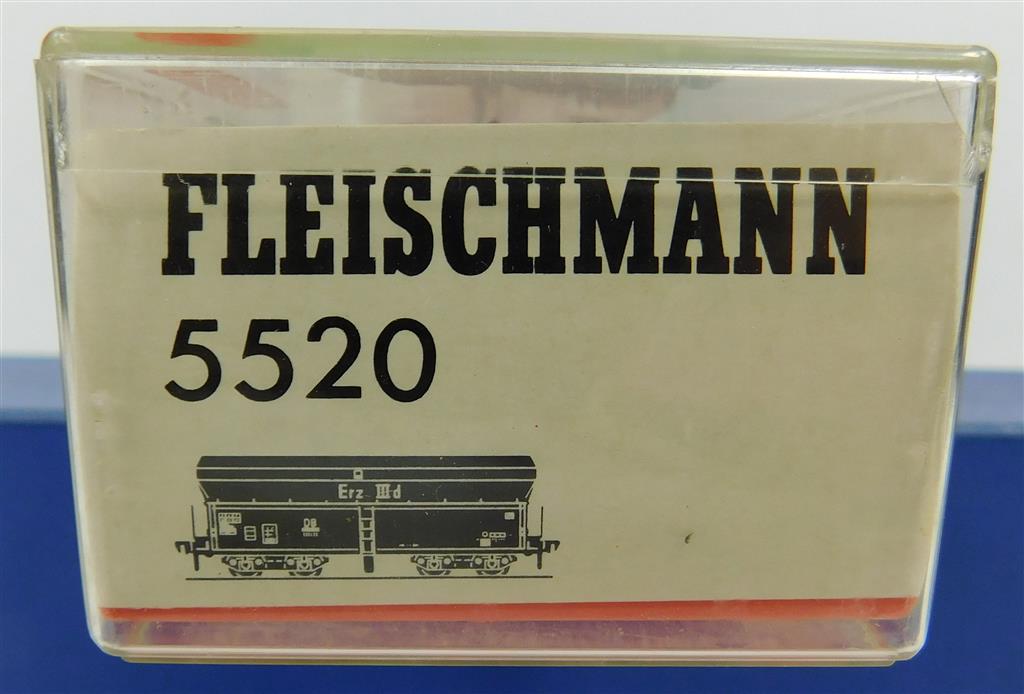 FLEISCHMANN
5520
Erz IIId
DB